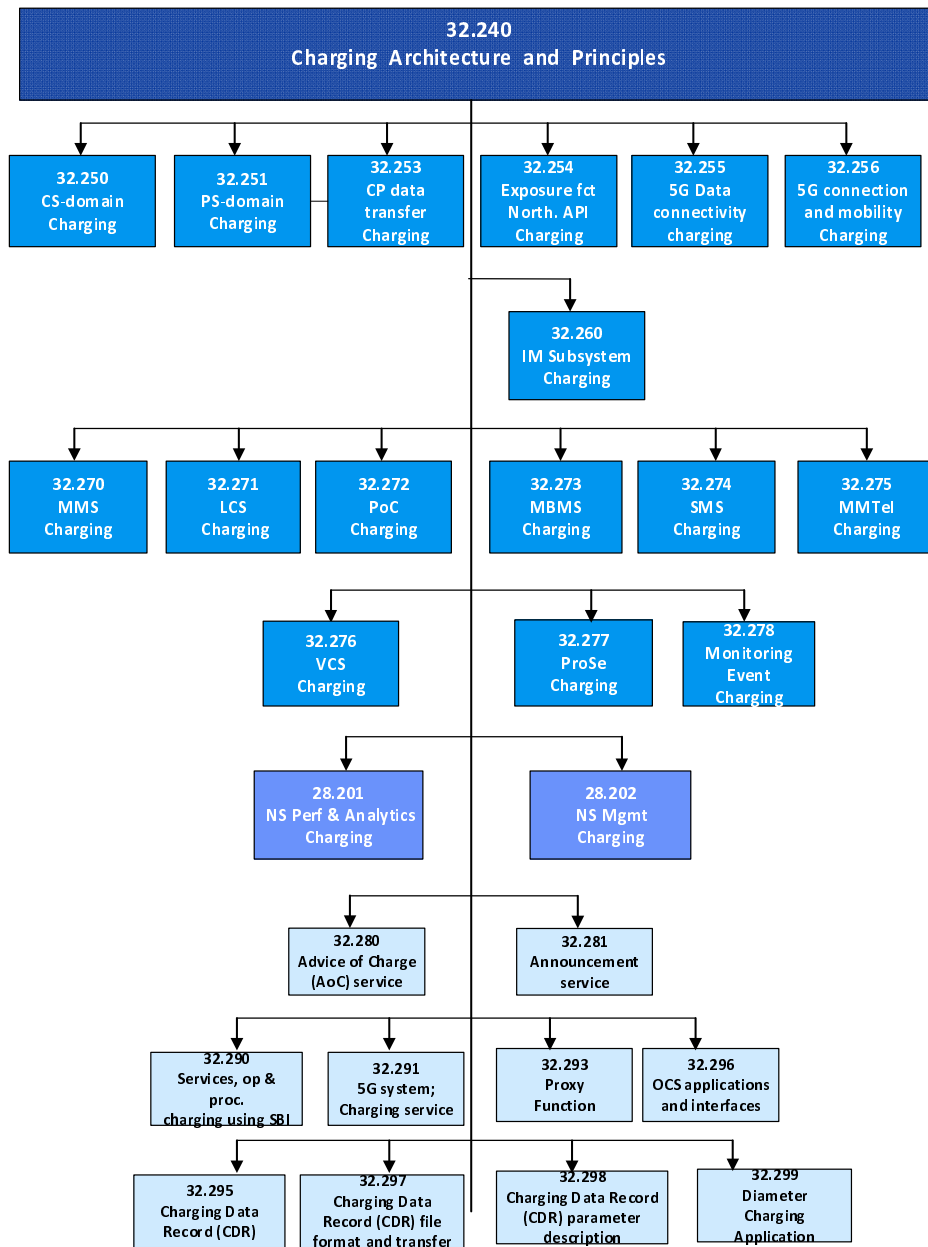 32.240
Charging Architecture and Principles
32.250
CS-domain
Charging
32.251
PS-domain
Charging
32.253
CP data
transfer
Charging
32.254
Exposure fct
North. API
Charging
32.255
5G Data
connectivity
charging
32.256
5G connection
and mobility
Charging
32.260
IM Subsystem
Charging
32.270
MMS
Charging
32.271
LCS
Charging
32.272
PoC
Charging
32.273
MBMS
Charging
32.274
SMS
Charging
32.275
MMTel
Charging
32.276
VCS
Charging
32.277
ProSe
Charging
32.278
Monitoring
Event
Charging
28.201
NS Perf & Analytics
Charging
28.202
NS Mgmt
Charging
32.280
Advice of Charge
(AoC) service
32.281
Announcement
service
32.290
Services, op &
proc.
charging using SBI
32.291
5G system;
Charging service
32.293
Proxy
Function
32.296
OCS applications
and interfaces
32.295
Charging Data
Record (CDR)
32.297
Charging Data
Record (CDR) file
format and transfer
32.298
Charging Data Record
(CDR) parameter
description
32.299
Diameter
Charging
Application